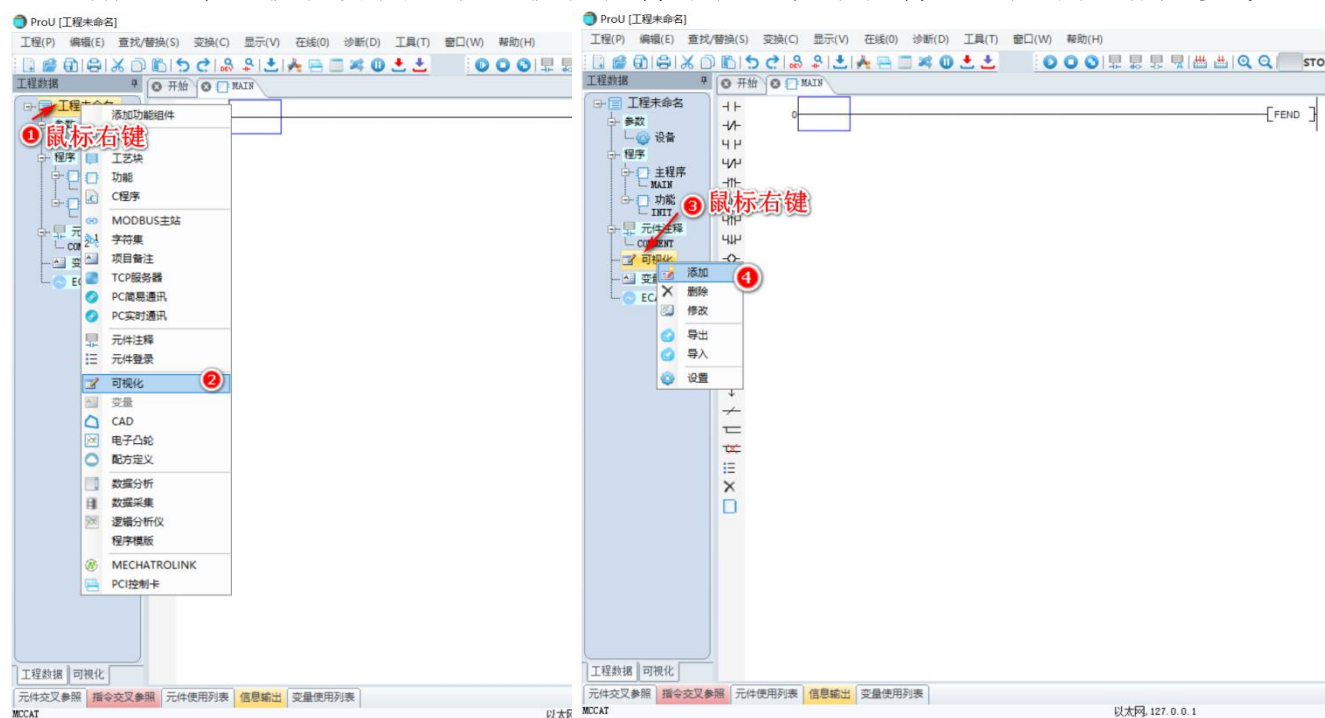 ProU [工程未命名]
工程(P) 编辑(E) 查找/替换(S) 变换(C) 显示(V) 在线(O) 诊断(D) 工具(T) 窗口(W) 帮助(H)
工程数据
开始
MAIN
❶鼠标右键
程序
添加功能组件
工艺块
功能
C程序
MODBUS主站
字符集
项目备注
TCP服务器
PC简易通讯
PC实时通讯
元件注释
元件登录
可视化 ❷
变量
CAD
电子凸轮
配方定义
数据分析
数据采集
逻辑分析仪
程序模版
MECHATROLINK
PCI控制卡
工程数据 可视化
元件交叉参照 指令交叉参照 元件使用列表 信息输出 变量使用列表
MCCAT
ProU [工程未命名]
工程(P) 编辑(E) 查找/替换(S) 变换(C) 显示(V) 在线(O) 诊断(D) 工具(T) 窗口(W) 帮助(H)
STO
工程数据
开始
MAIN
工程未命名
参数
设备
程序
主程序
MAIN
功能
INIT
元件注释
COMMENT
可视化
0
FEND
❸ 鼠标右键
添加 ❹
删除
修改
导出
导入
设置
工程数据 可视化
元件交叉参照 指令交叉参照 元件使用列表 信息输出 变量使用列表
MCCAT
以太网,127.0.0.1